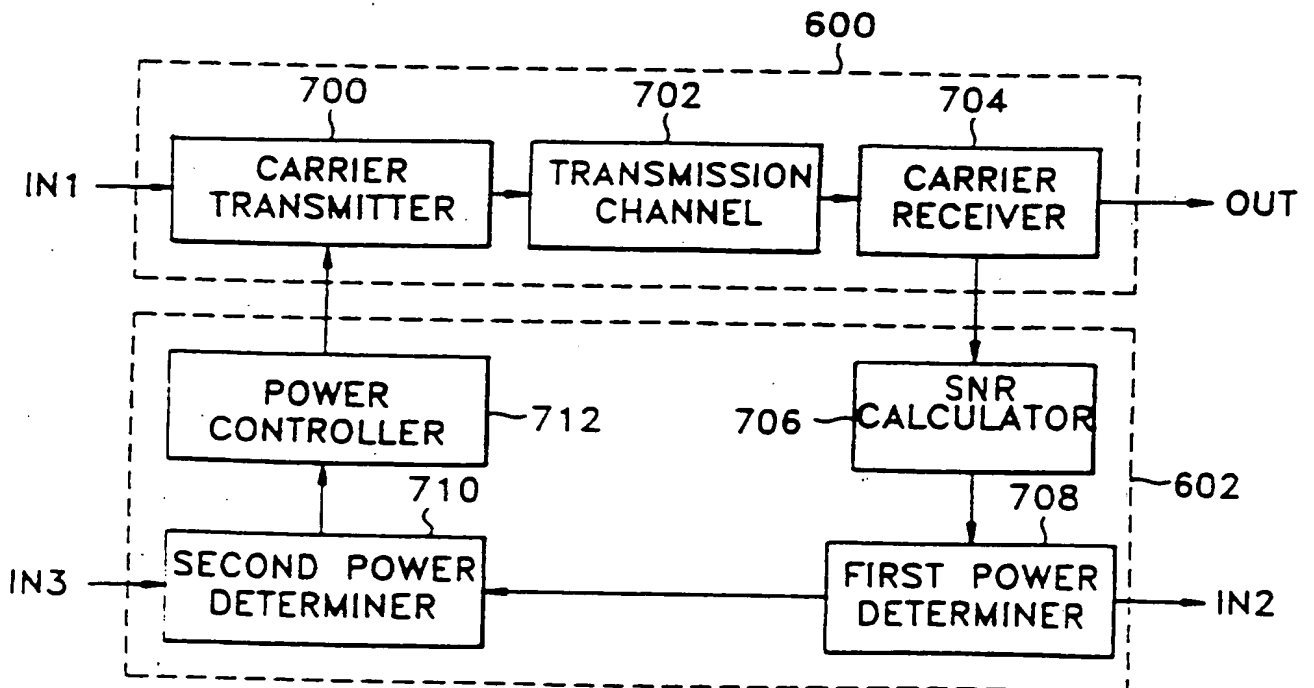 600
700
702
704
IN1
CARRIER
TRANSMITTER
TRANSMISSION
CHANNEL
CARRIER
RECEIVER
OUT
POWER
CONTROLLER
712
706
SNR
CALCULATOR
602
710
708
IN3
SECOND POWER
DETERMINER
FIRST POWER
DETERMINER
IN2